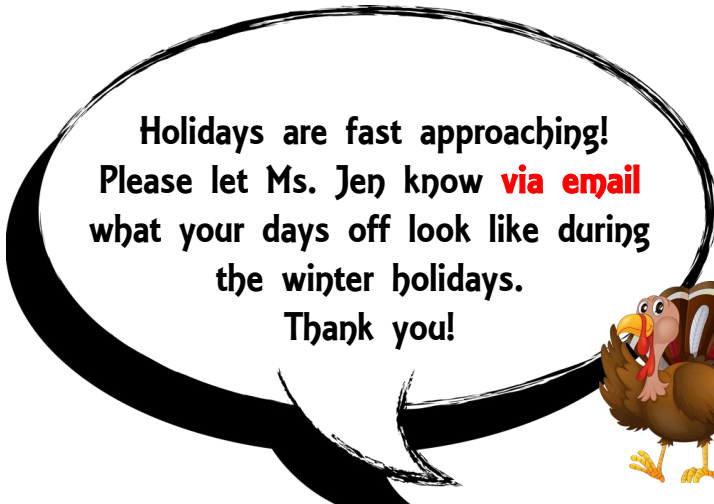 Holidays are fast approaching!
Please let Ms. Jen know via email
what your days off look like during
the winter holidays.
Thank you!